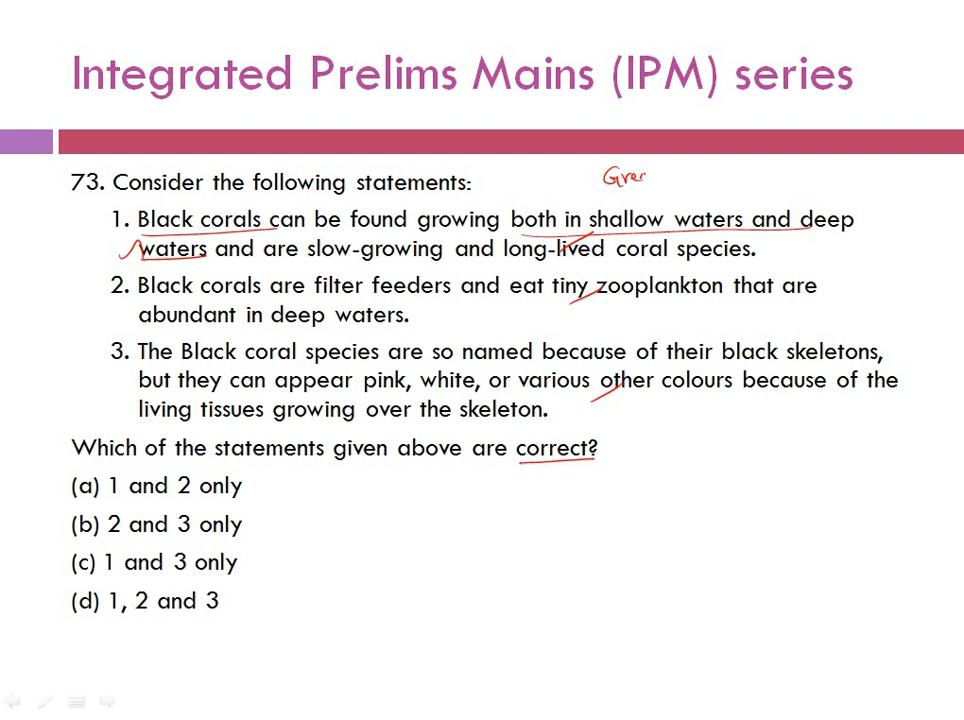 Integrated Prelims Mains (IPM) series
Gre
73. Consider the following statements:
1. Black corals can be found growing both in shallow waters and deep
waters and are slow-growing and long-lived coral species.
2. Black corals are filter feeders and eat tiny zooplankton that are
abundant in deep waters.
3. The Black coral species are so named because of their black skeletons,
but they can appear pink, white, or various other colours because of the
living tissues growing over the skeleton.
Which of the statements given above are correct?
(a) 1 and 2 only
(b) 2 and 3 only
(c) 1 and 3 only
(d) 1, 2 and 3